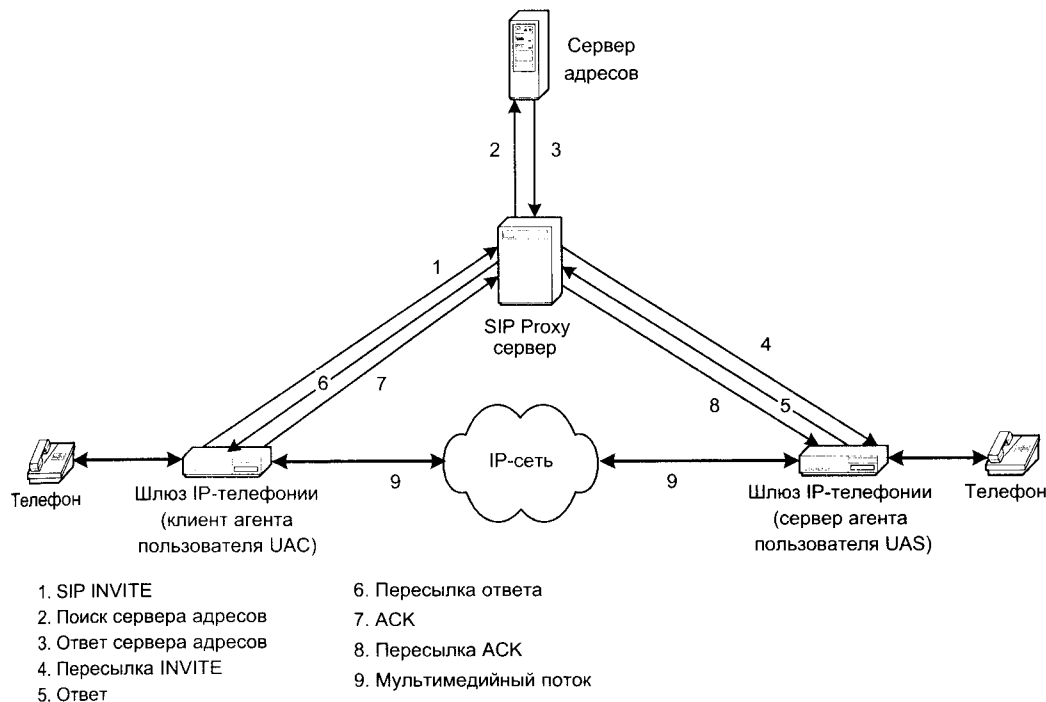 Сервер
адресов
2
3
1
SIP Proxy
сервер
4
6
7
5
8
IP-сеть
9
9
Телефон
Шлюз IP-телефонии
(клиент агента
пользователя UAC)
Шлюз IP-телефонии
(сервер агента
пользователя UAS)
Телефон
1. SIP INVITE
2. Поиск сервера адресов
3. Ответ сервера адресов
4. Пересылка INVITE
5. Ответ
6. Пересылка ответа
7. ACK
8. Пересылка ACK
9. Мультимедийный поток